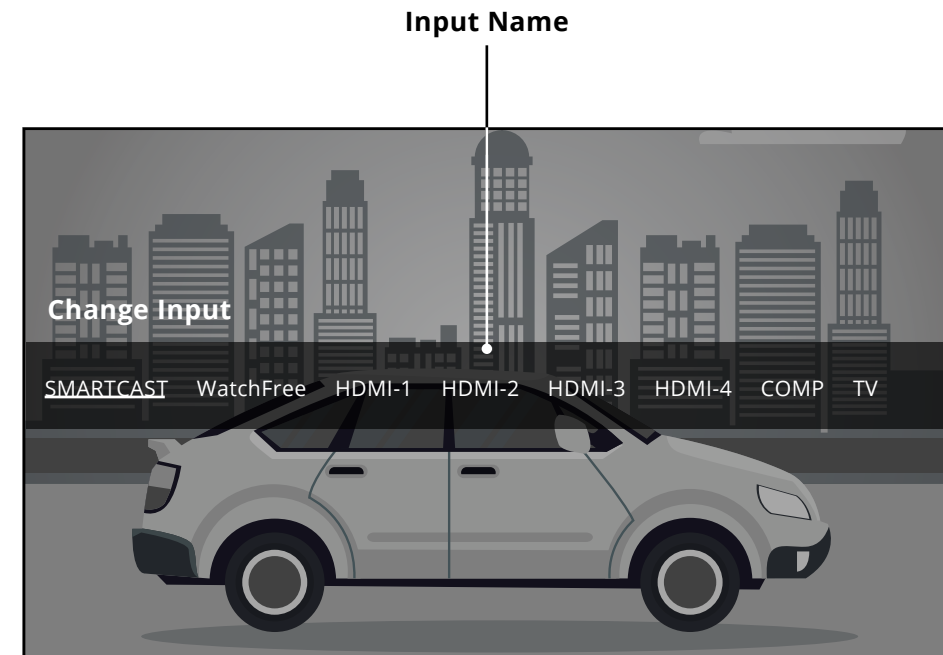 Input Name
Change Input
SMARTCAST WatchFree HDMI-1 HDMI-2 HDMI-3 HDMI-4 COMP TV